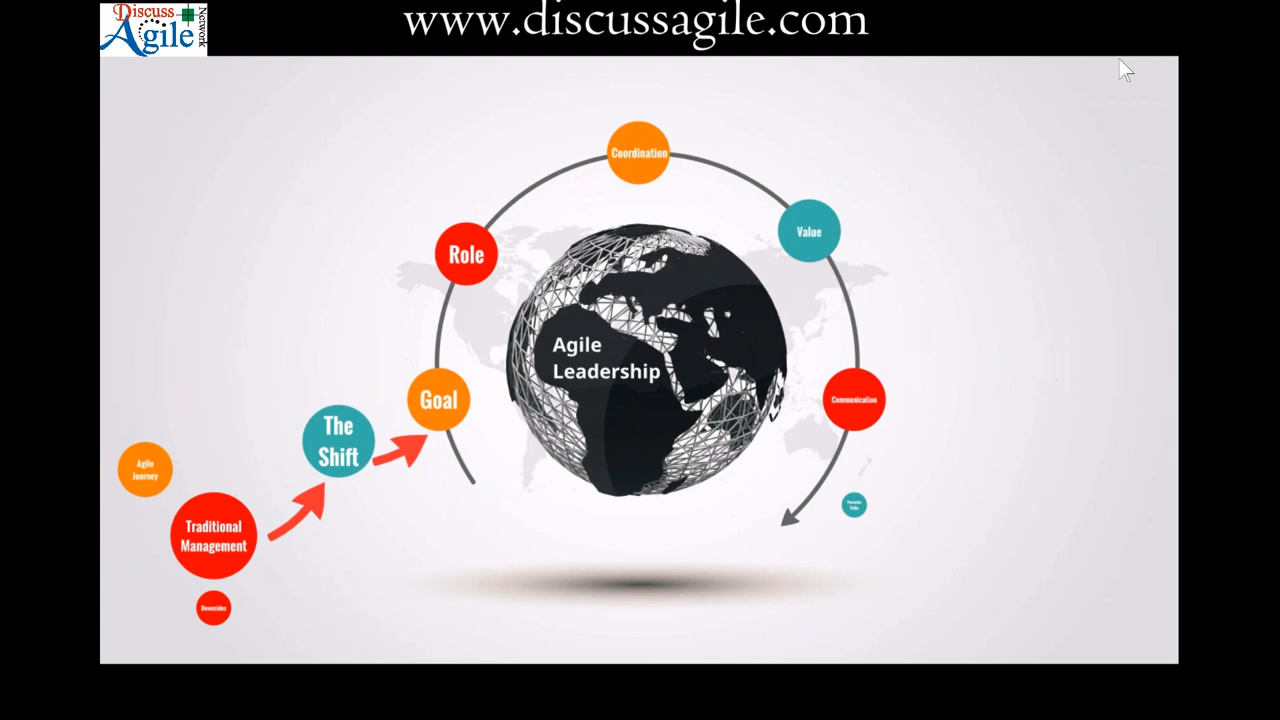 Discuss
Agile
Network
www.discussagile.com
Coordination
Value
Role
Agile
Leadership
Goal
Communication
The
Shift
Agile
Journey
Traditional
Management
Downsides